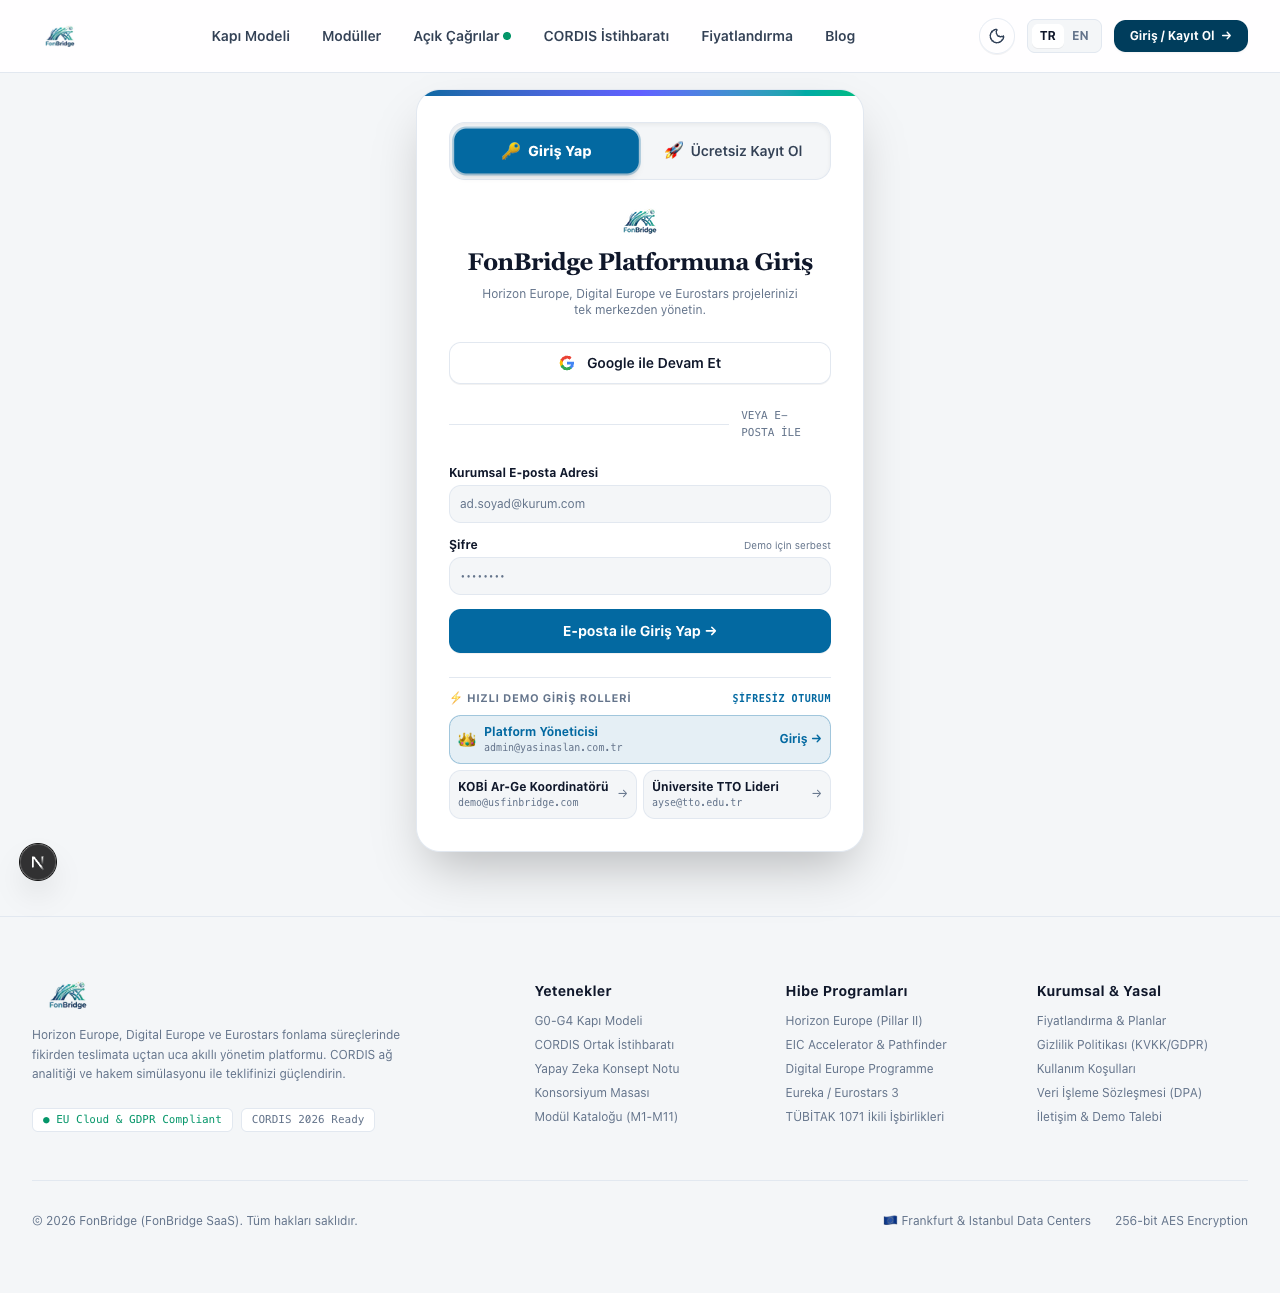 FonBridge
Kapı Modeli
Modüller
Açık Çağrılar
CORDIS İstihbaratı
Fiyatlandırma
Blog
TR
EN
Giriş / Kayıt Ol →
🔑 Giriş Yap
🚀 Ücretsiz Kayıt Ol
FonBridge
FonBridge Platformuna Giriş
Horizon Europe, Digital Europe ve Eurostars projelerinizi
tek merkezden yönetin.
Google ile Devam Et
VEYA E-
POSTA İLE
Kurumsal E-posta Adresi
ad.soyad@kurum.com
Şifre
Demo için serbest
••••••••
E-posta ile Giriş Yap →
⚡ HIZLI DEMO GİRİŞ ROLLERİ
ŞİFRESİZ OTURUM
Platform Yöneticisi
admin@yasinaslan.com.tr
Giriş →
KOBİ Ar-Ge Koordinatörü
demo@usfinbridge.com
→
Üniversite TTO Lideri
ayse@tto.edu.tr
→
N
FonBridge
Horizon Europe, Digital Europe ve Eurostars fonlama süreçlerinde
fikirden teslimata uçtan uca akıllı yönetim platformu. CORDIS ağ
analitiği ve hakem simülasyonu ile teklifinizi güçlendirin.
● EU Cloud & GDPR Compliant
CORDIS 2026 Ready
Yetenekler
G0-G4 Kapı Modeli
CORDIS Ortak İstihbaratı
Yapay Zeka Konsept Notu
Konsorsiyum Masası
Modül Kataloğu (M1-M11)
Hibe Programları
Horizon Europe (Pillar II)
EIC Accelerator & Pathfinder
Digital Europe Programme
Eureka / Eurostars 3
TÜBİTAK 1071 İkili İşbirlikleri
Kurumsal & Yasal
Fiyatlandırma & Planlar
Gizlilik Politikası (KVKK/GDPR)
Kullanım Koşulları
Veri İşleme Sözleşmesi (DPA)
İletişim & Demo Talebi
© 2026 FonBridge (FonBridge SaaS). Tüm hakları saklıdır.
🇪🇺 Frankfurt & Istanbul Data Centers
256-bit AES Encryption